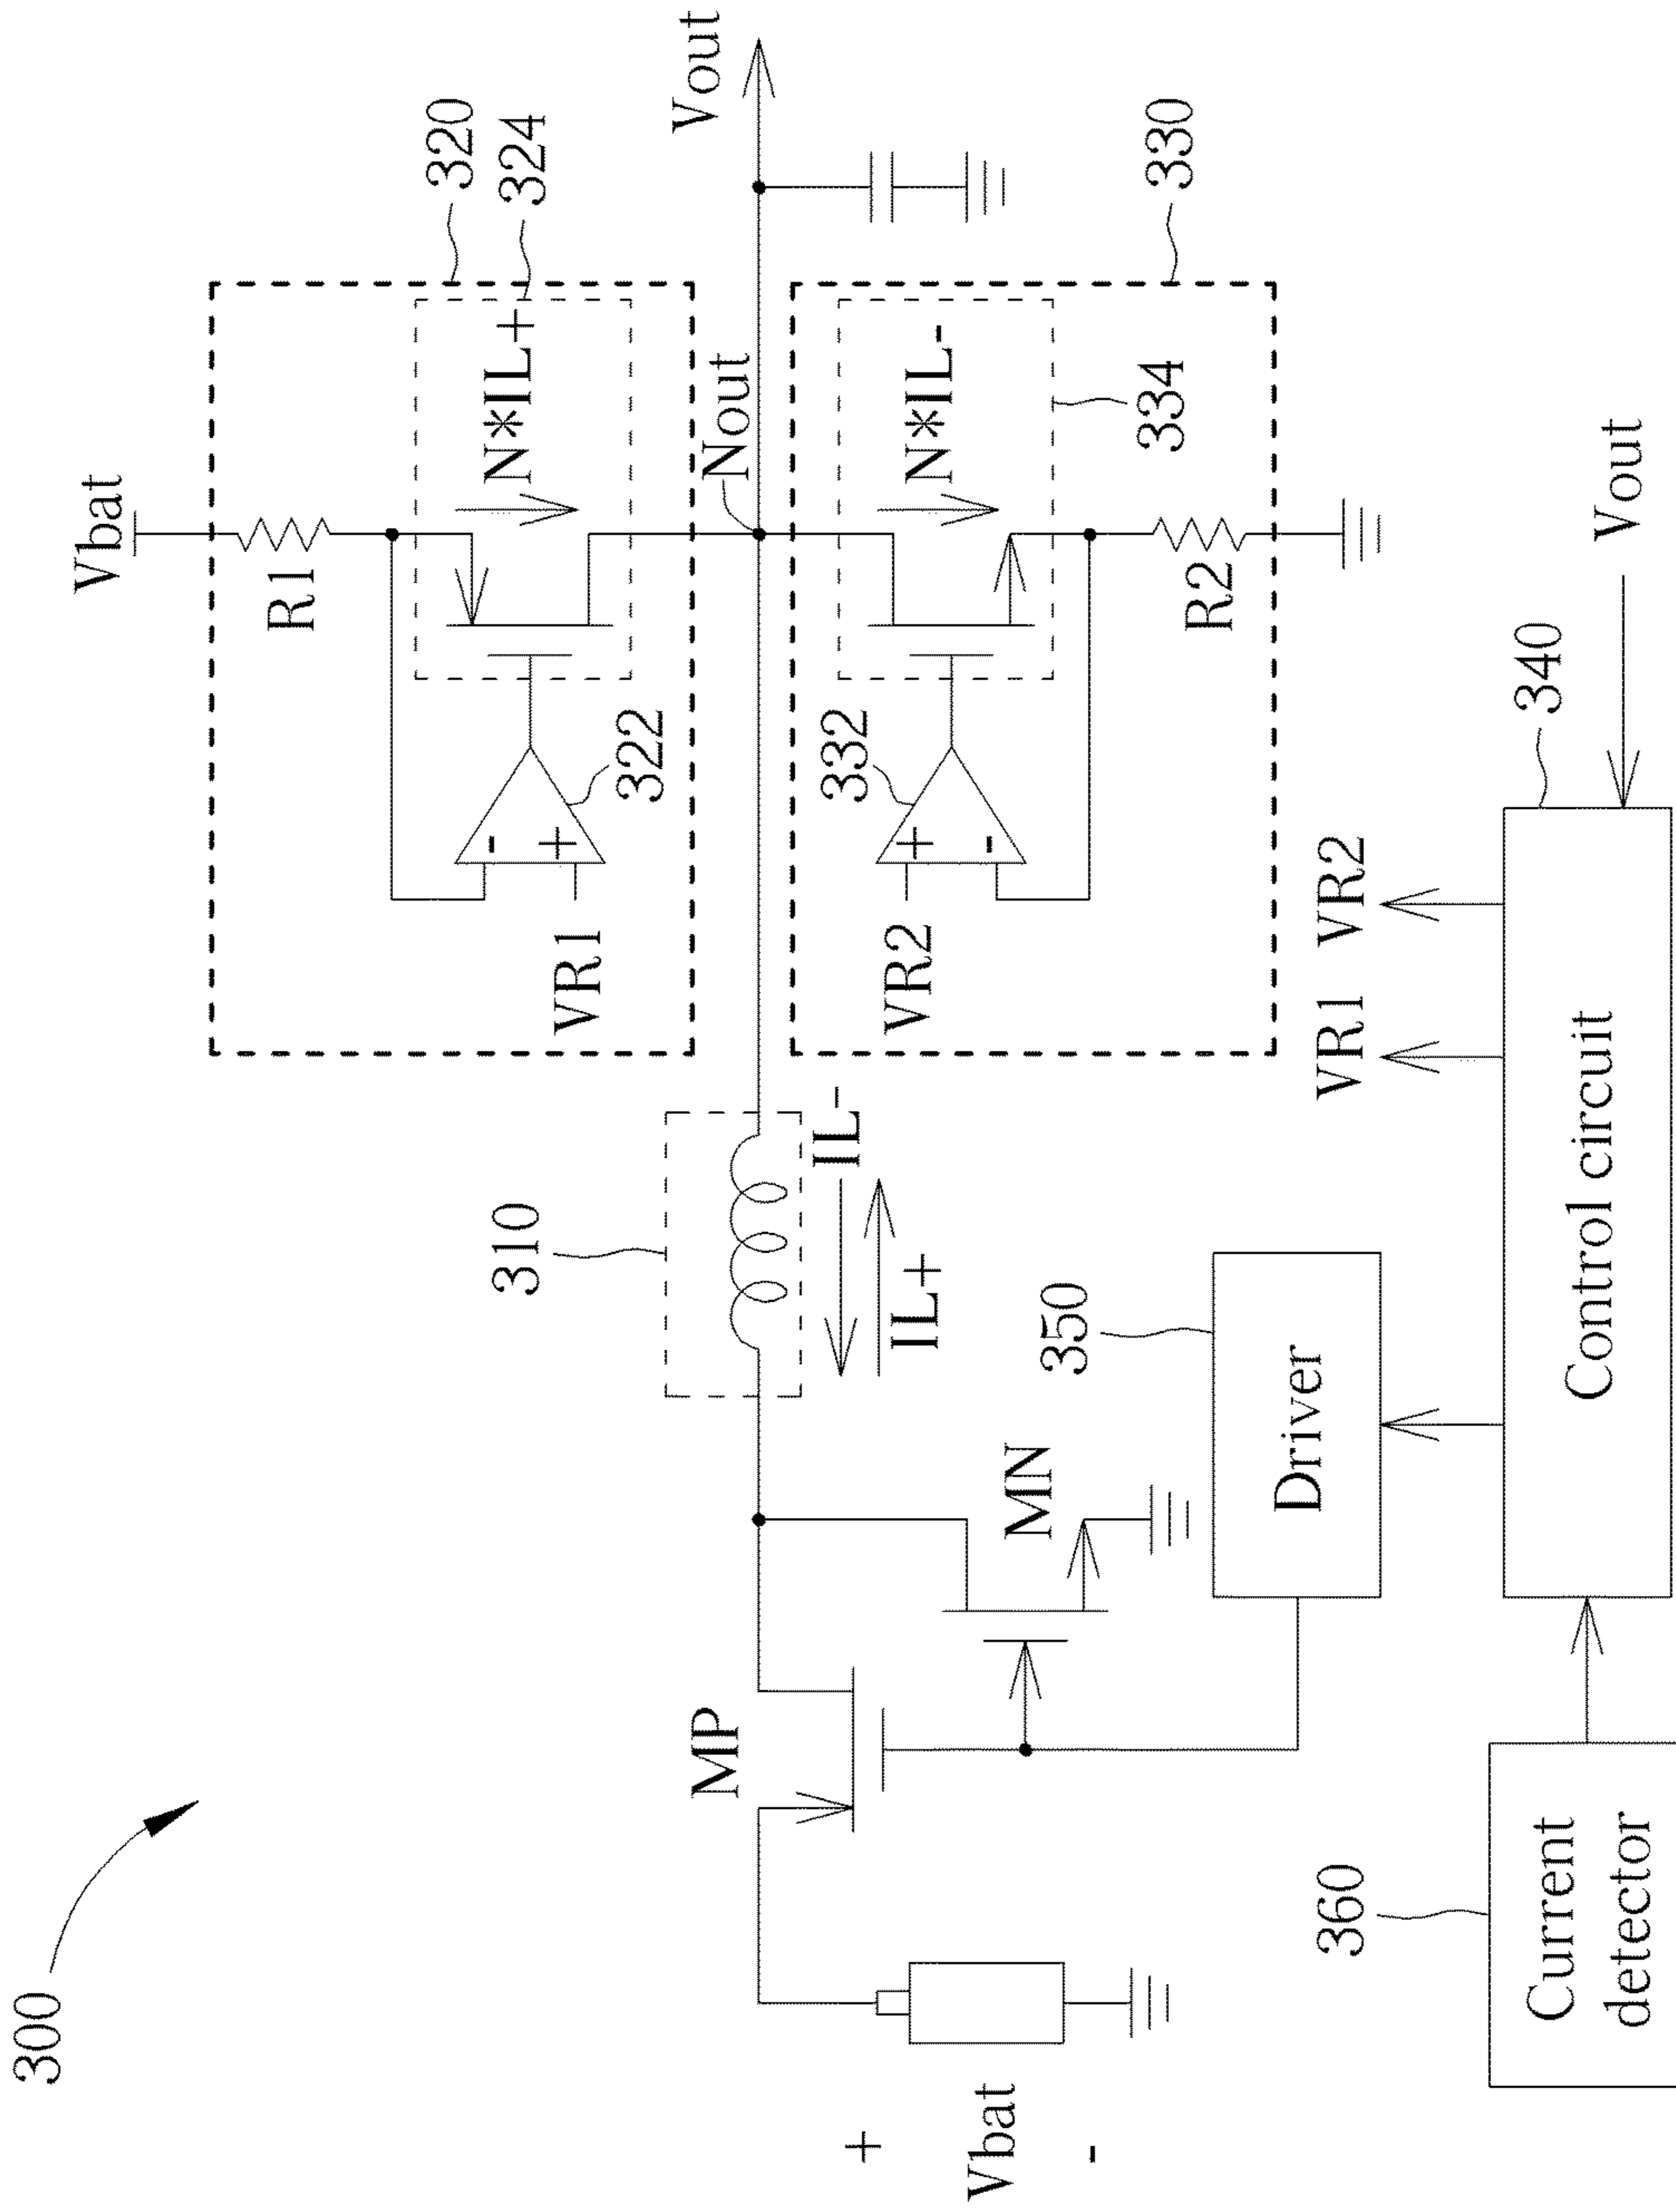 300
Vbat
R1
320
324
N*IL+
322
VR1
Nout
Vout
310
IL-
IL+
MP
MN
+
Vbat
-
-
+
+
-
VR2
332
N*IL-
334
R2
330
350
Driver
VR1
VR2
340
Vout
Control circuit
360
Current
detector